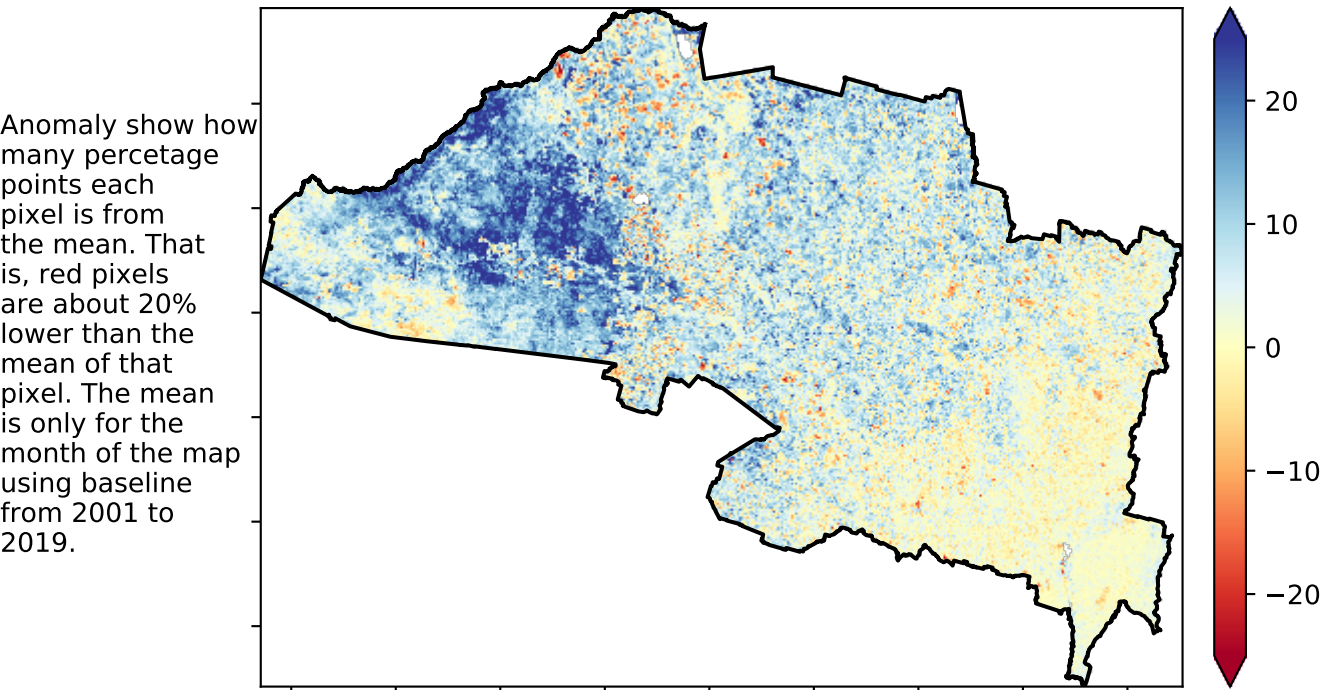 Anomaly show how
many percetage
points each
pixel is from
the mean. That
is, red pixels
are about 20%
lower than the
mean of that
pixel. The mean
is only for the
month of the map
using baseline
from 2001 to
2019.
20
10
0
−10
−20